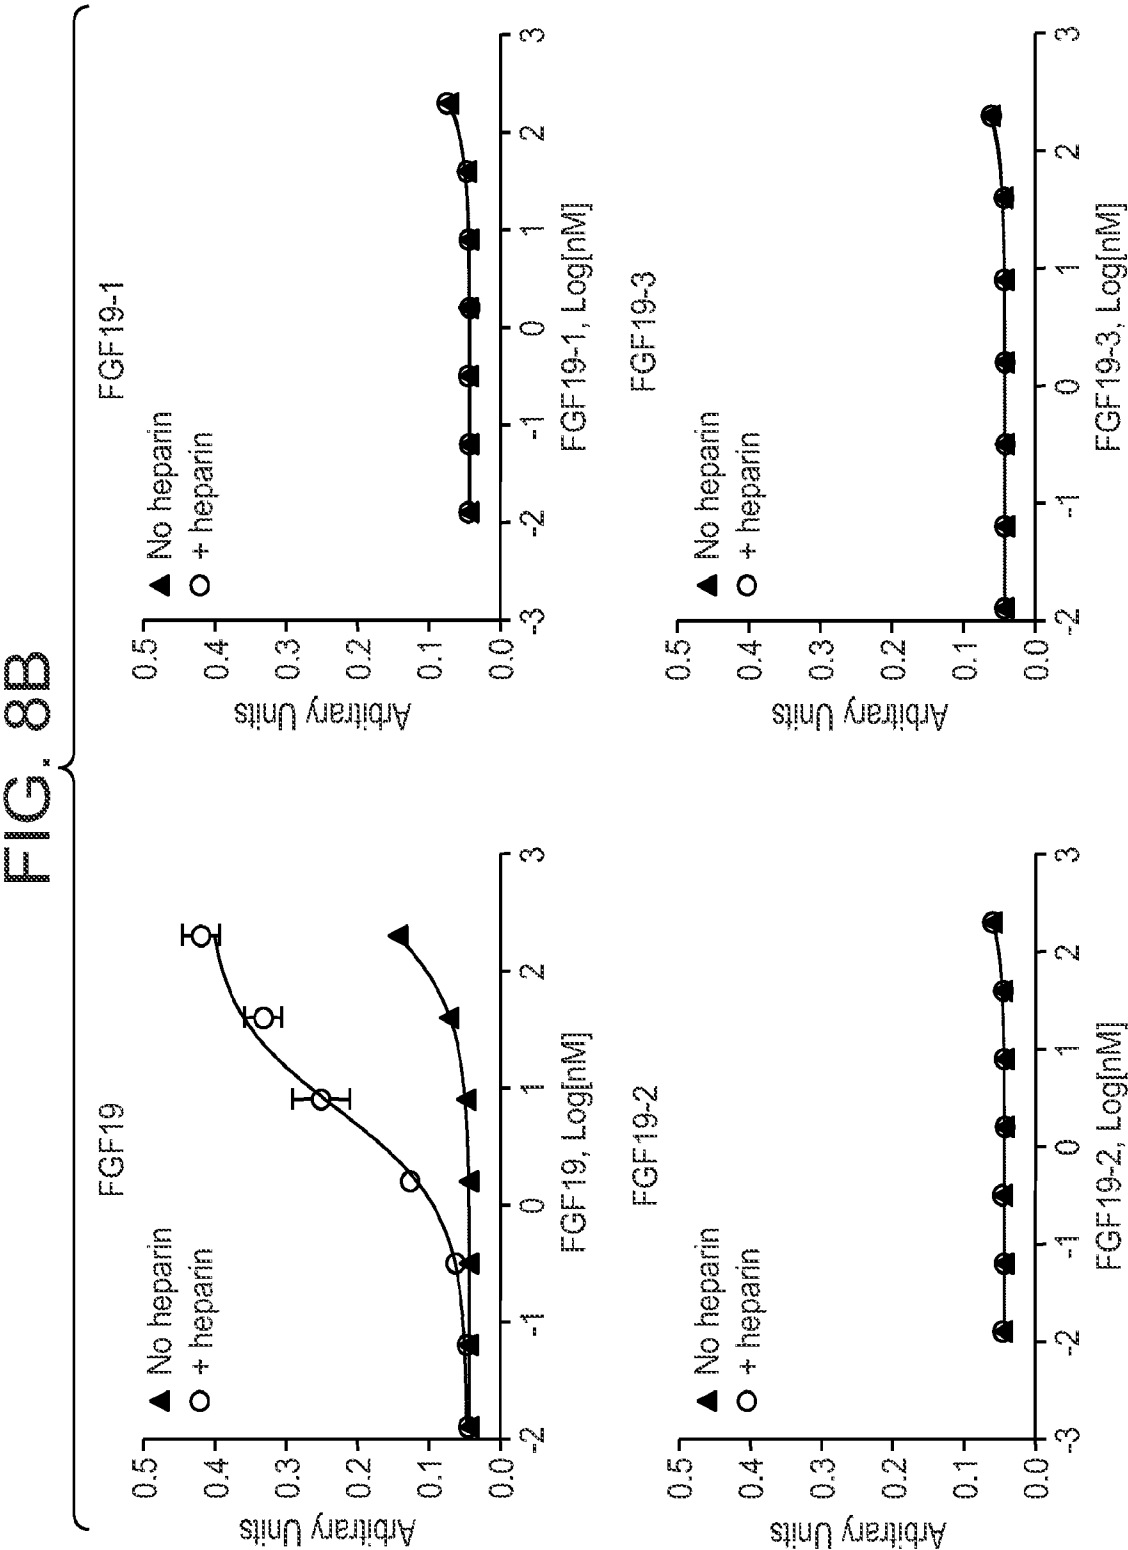 FIG. 8B
FGF19
▲ No heparin
○ + heparin
Arbitrary Units
0.5
0.4
0.3
0.2
0.1
0.0
-2 -1 0 1 2 3
FGF19, Log[nM]
FGF19-1
▲ No heparin
○ + heparin
Arbitrary Units
0.5
0.4
0.3
0.2
0.1
0.0
-3 -2 -1 0 1 2 3
FGF19-1, Log[nM]
FGF19-2
▲ No heparin
○ + heparin
Arbitrary Units
0.5
0.4
0.3
0.2
0.1
0.0
-3 -2 -1 0 1 2 3
FGF19-2, Log[nM]
FGF19-3
▲ No heparin
○ + heparin
Arbitrary Units
0.5
0.4
0.3
0.2
0.1
0.0
-2 -1 0 1 2 3
FGF19-3, Log[nM]